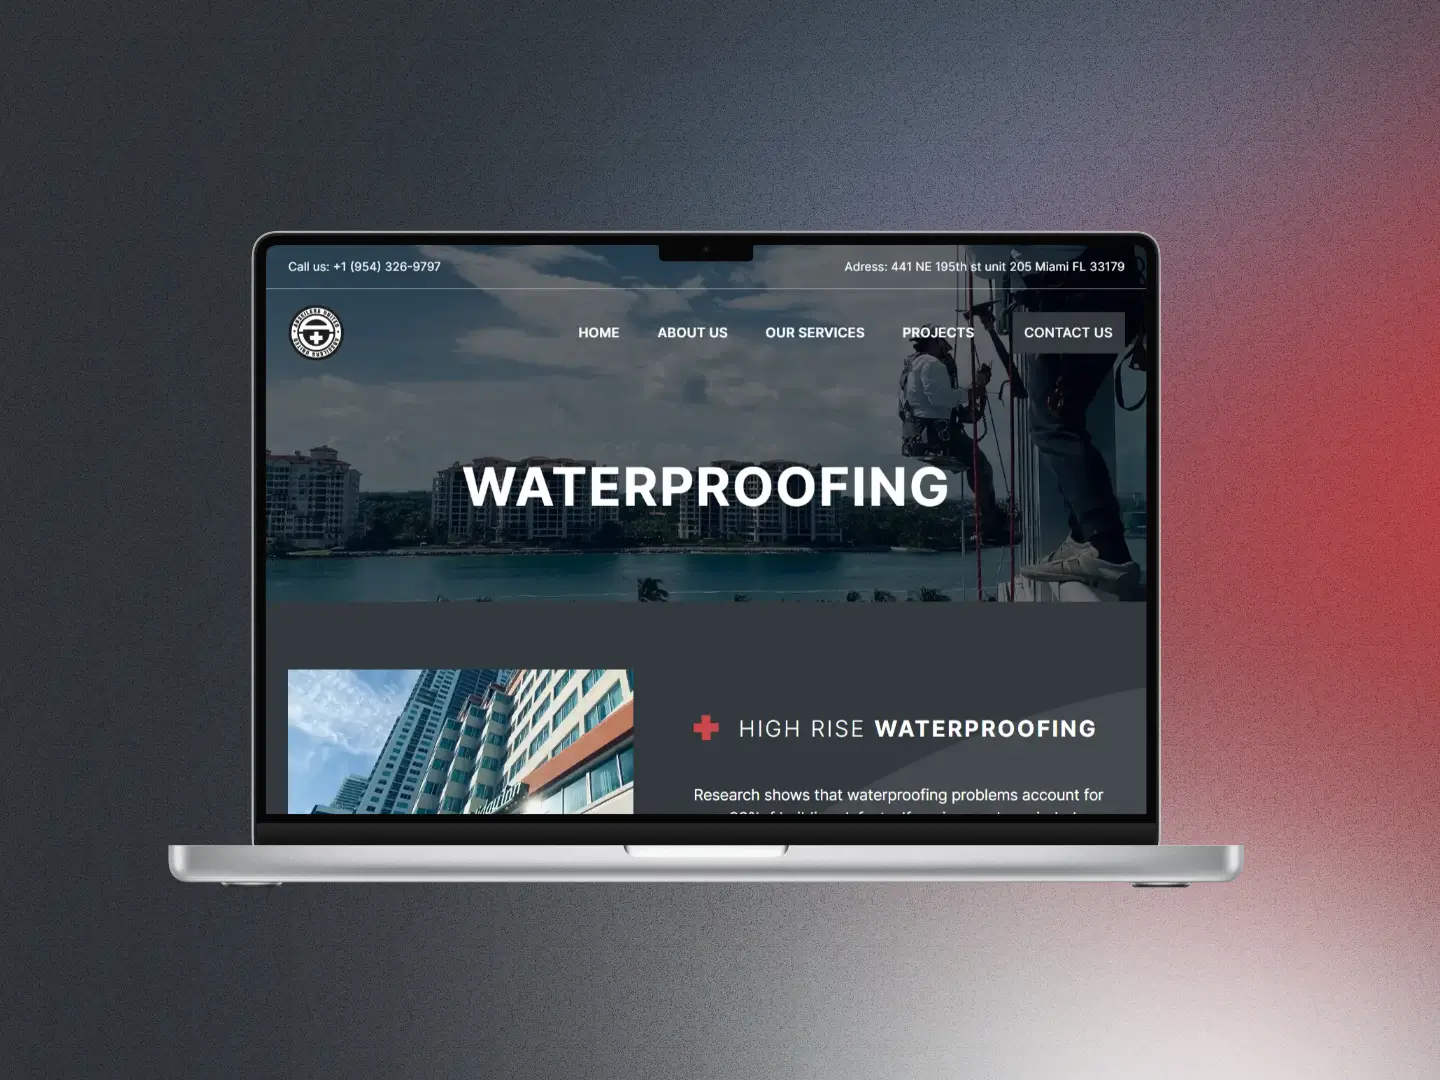 Call us: +1 (954) 326-9797
Adress: 441 NE 195th st unit 205 Miami FL 33179
HOME
ABOUT US
OUR SERVICES
PROJECTS
CONTACT US
WATERPROOFING
HIGH RISE WATERPROOFING
Research shows that waterproofing problems account for